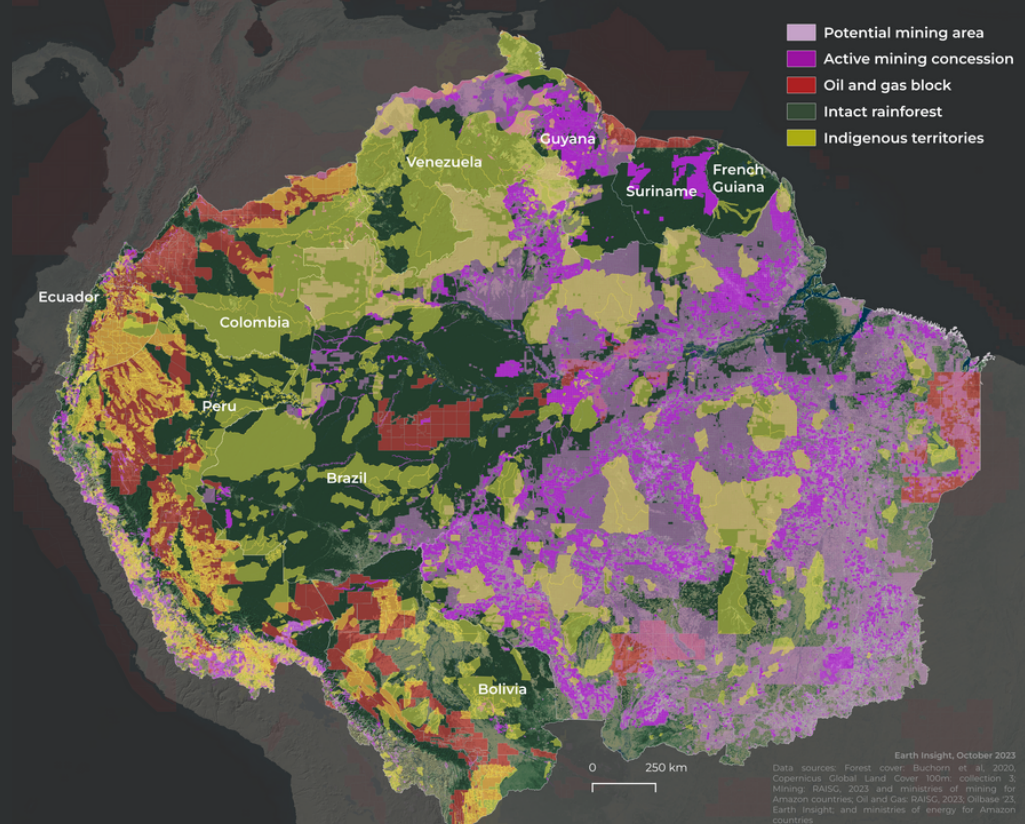 Potential mining area
Active mining concession
Oil and gas block
Intact rainforest
Indigenous territories
Guyana
Venezuela
French
Guiana
Suriname
Ecuador
Colombia
Peru
Brazil
Bolivia
0 250 km
Earth Insight, October 2023
Data sources: Forest cover: Buchorn et al, 2020,
Copernicus Global Land Cover 100m: collection 3;
Mining: RAISG, 2023 and ministries of mining for
Amazon countries; Oil and Gas: RAISG, 2023; Oilbase '23,
Earth Insight; and ministries of energy for Amazon
countries